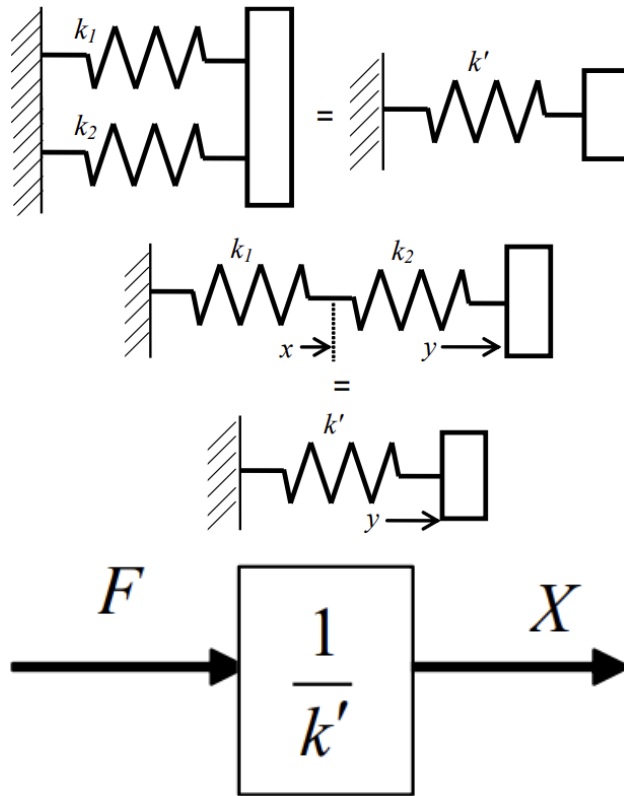 k₁
k₂
=
k'
k₁
k₂
x
y
=
k'
y
F
1
k'
X